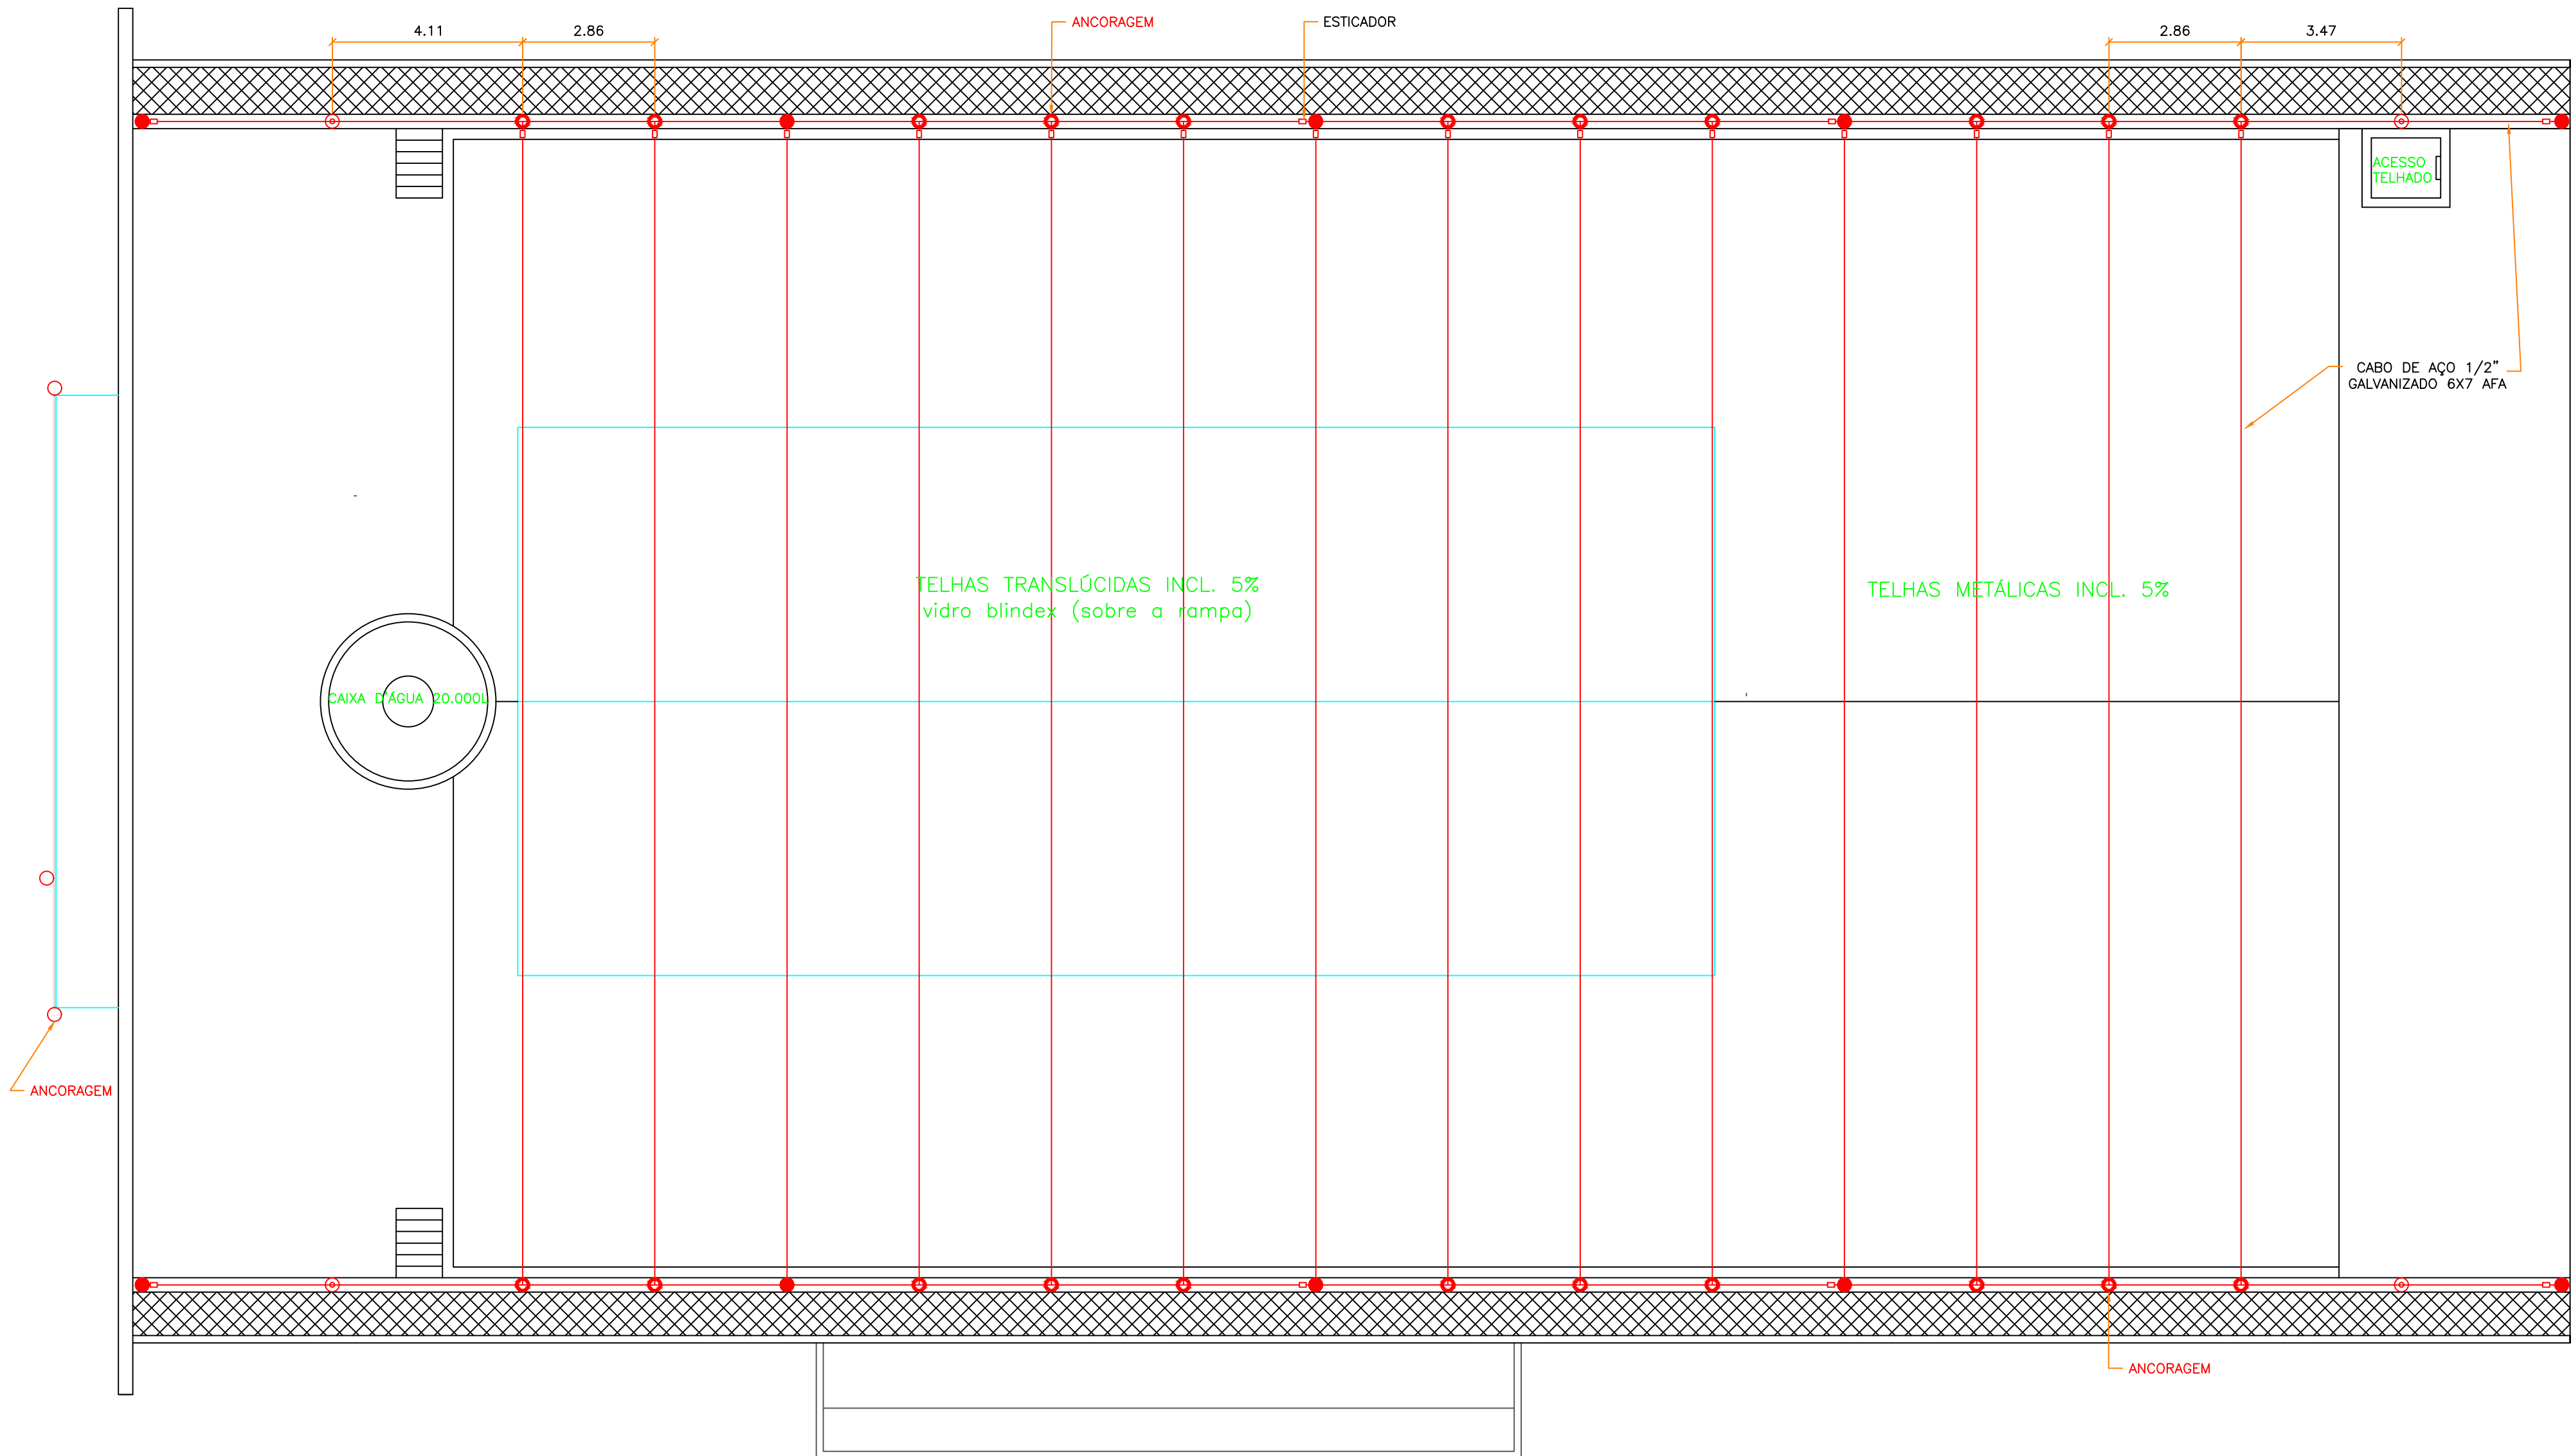 ANCORAGEM
ESTICADOR
4.11
2.86
2.86
3.47
ACESSO
TELHADO
CABO DE AÇO 1/2"
GALVANIZADO 6X7 AFA
TELHAS TRANSLÚCIDAS INCL. 5%
vidro blindex (sobre a rampa)
TELHAS METÁLICAS INCL. 5%
CAIXA D'ÁGUA 20.000L
ANCORAGEM
ANCORAGEM